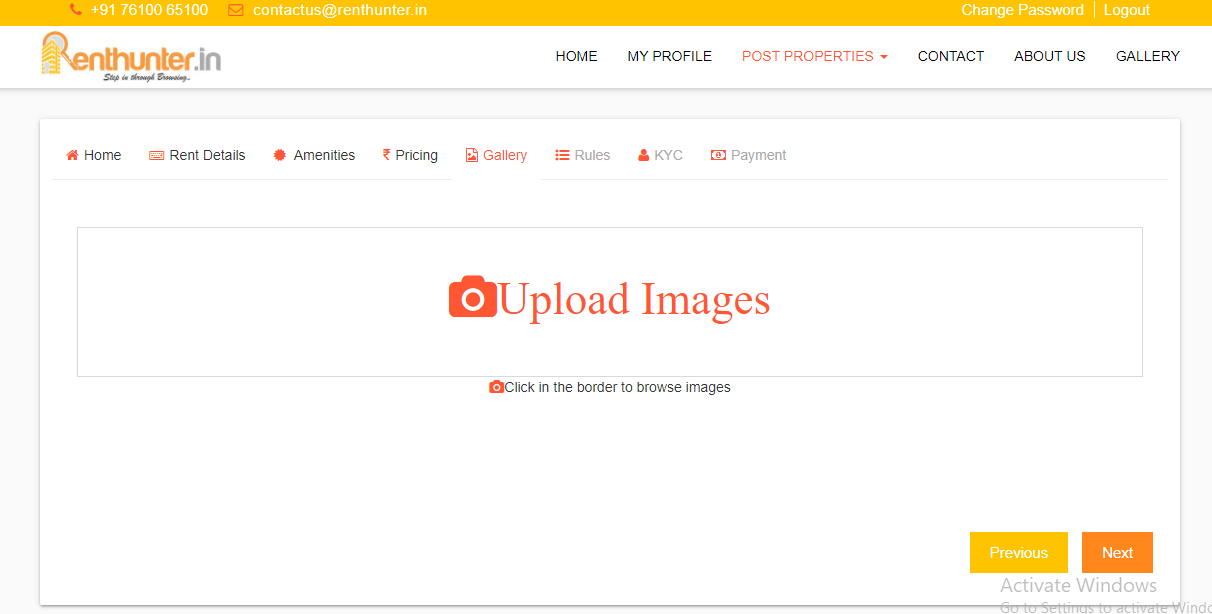 +91 76100 65100 contactus@renthunter.in Change Password Logout
Renthunter.in
Step in through Browsing..
HOME MY PROFILE POST PROPERTIES CONTACT ABOUT US GALLERY
Home Rent Details Amenities ₹ Pricing Gallery Rules KYC Payment
Upload Images
Click in the border to browse images
Previous Next
Activate Windows
Go to Settings to activate Windo